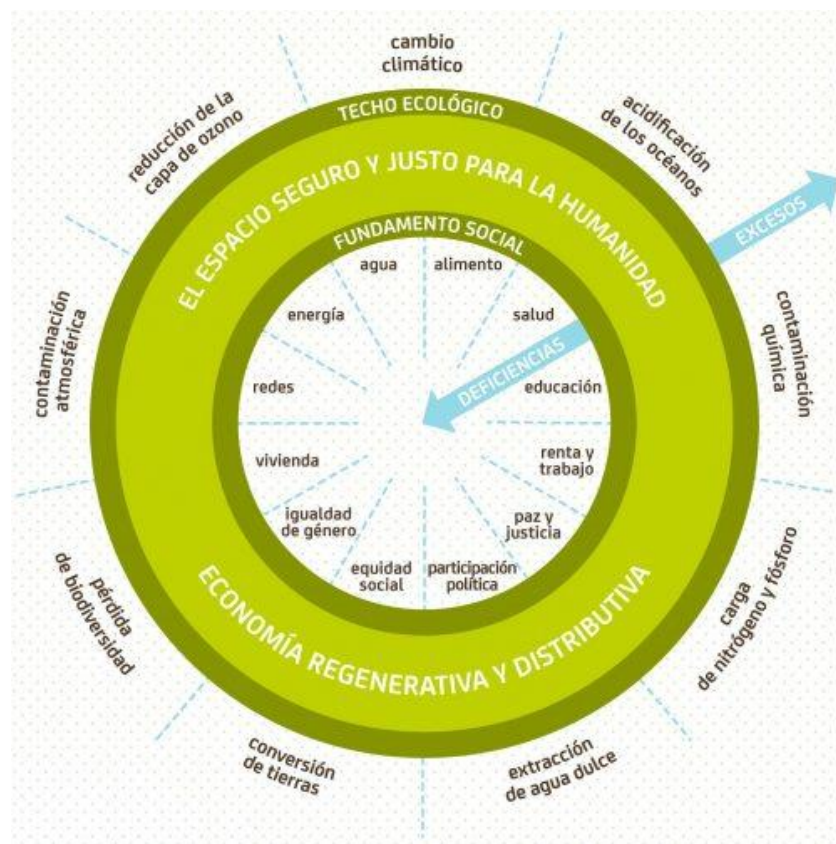 cambio
climático
TECHO ECOLÓGICO
reducción de la
capa de ozono
acidificación
de los océanos
EL ESPACIO SEGURO Y JUSTO PARA LA HUMANIDAD
EXCESOS
FUNDAMENTO SOCIAL
agua
alimento
energía
salud
DEFICIENCIAS
contaminación
atmosférica
contaminación
química
redes
educación
vivienda
renta y
trabajo
igualdad
de género
paz y
justicia
equidad
social
participación
política
pérdida
de biodiversidad
carga
de nitrógeno y fósforo
ECONOMÍA REGENERATIVA Y DISTRIBUTIVA
conversión
de tierras
extracción
de agua dulce